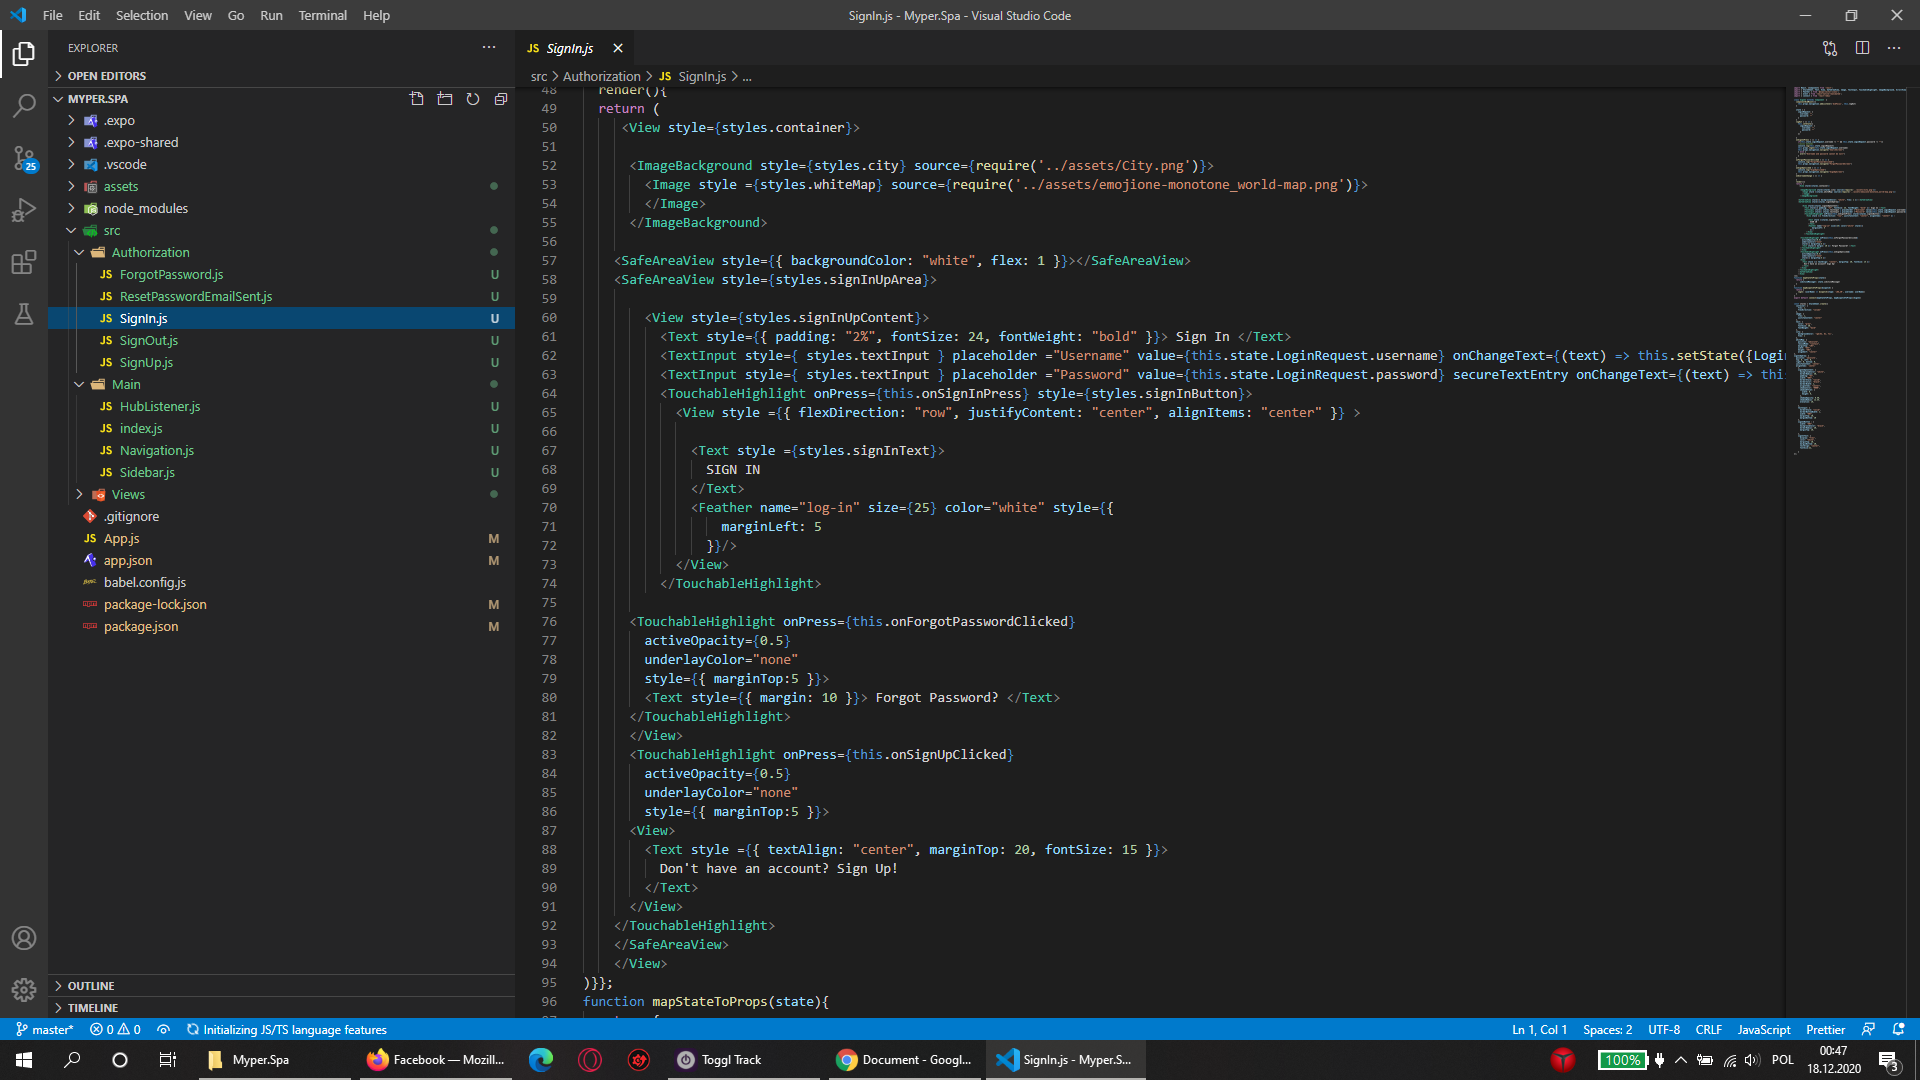 File Edit Selection View Go Run Terminal Help
SignIn.js - Myper.Spa - Visual Studio Code
EXPLORER
OPEN EDITORS
MYPER.SPA
.expo
.expo-shared
.vscode
assets
node_modules
src
Authorization
JS ForgotPassword.js U
JS ResetPasswordEmailSent.js U
JS SignIn.js U
JS SignOut.js U
JS SignUp.js U
Main
JS HubListener.js U
JS index.js U
JS Navigation.js U
JS Sidebar.js U
Views
.gitignore
JS App.js M
app.json M
babel.config.js
package-lock.json M
package.json M
OUTLINE
TIMELINE
25
JS SignIn.js
src > Authorization > JS SignIn.js > ...
48 render(){
49 return (
50 <View style={styles.container}>
51
52 <ImageBackground style={styles.city} source={require('../assets/City.png')}>
53 <Image style ={styles.whiteMap} source={require('../assets/emojione-monotone_world-map.png')}>
54 </Image>
55 </ImageBackground>
56
57 <SafeAreaView style={{ backgroundColor: "white", flex: 1 }}></SafeAreaView>
58 <SafeAreaView style={styles.signInUpArea}>
59
60 <View style={styles.signInUpContent}>
61 <Text style={{ padding: "2%", fontSize: 24, fontWeight: "bold" }}> Sign In </Text>
62 <TextInput style={ styles.textInput } placeholder ="Username" value={this.state.LoginRequest.username} onChangeText={(text) => this.setState({Logi
63 <TextInput style={ styles.textInput } placeholder ="Password" value={this.state.LoginRequest.password} secureTextEntry onChangeText={(text) => thi
64 <TouchableHighlight onPress={this.onSignInPress} style={styles.signInButton}>
65 <View style ={{ flexDirection: "row", justifyContent: "center", alignItems: "center" }} >
66
67 <Text style ={styles.signInText}>
68 SIGN IN
69 </Text>
70 <Feather name="log-in" size={25} color="white" style={{
71 marginLeft: 5
72 }}/>
73 </View>
74 </TouchableHighlight>
75
76 <TouchableHighlight onPress={this.onForgotPasswordClicked}
77 activeOpacity={0.5}
78 underlayColor="none"
79 style={{ marginTop:5 }}>
80 <Text style={{ margin: 10 }}> Forgot Password? </Text>
81 </TouchableHighlight>
82 </View>
83 <TouchableHighlight onPress={this.onSignUpClicked}
84 activeOpacity={0.5}
85 underlayColor="none"
86 style={{ marginTop:5 }}>
87 <View>
88 <Text style ={{ textAlign: "center", marginTop: 20, fontSize: 15 }}>
89 Don't have an account? Sign Up!
90 </Text>
91 </View>
92 </TouchableHighlight>
93 </SafeAreaView>
94 </View>
95 )}};
96 function mapStateToProps(state){
master* 0 0 Initializing JS/TS language features
Ln 1, Col 1 Spaces: 2 UTF-8 CRLF JavaScript Prettier
Myper.Spa
Facebook — Mozill...
Toggl Track
Document - Googl...
SignIn.js - Myper.S...
100%
POL
00:47
18.12.2020
3